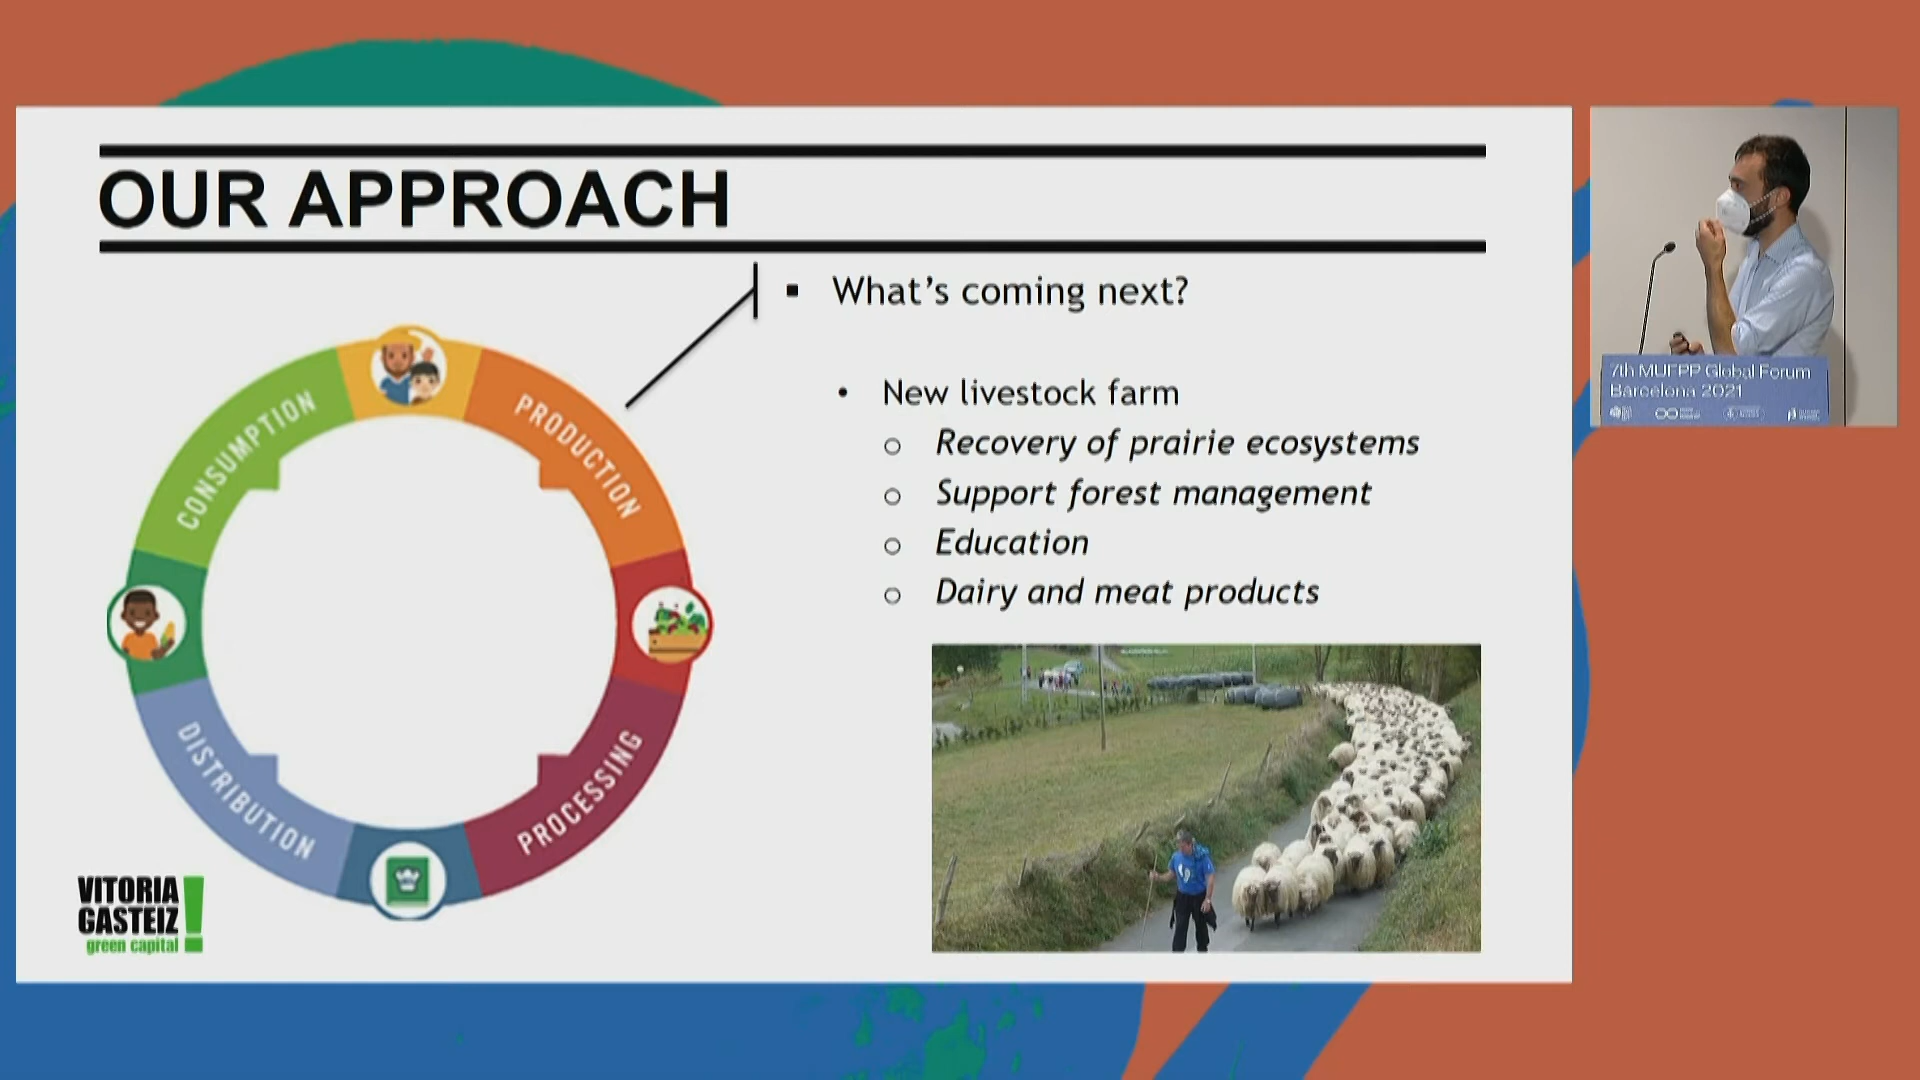 OUR APPROACH
▪ What's coming next?
• New livestock farm
o Recovery of prairie ecosystems
o Support forest management
o Education
o Dairy and meat products
CONSUMPTION
PRODUCTION
DISTRIBUTION
PROCESSING
VITORIA
GASTEIZ
green capital
7th MUFPP Global Forum
Barcelona 2021